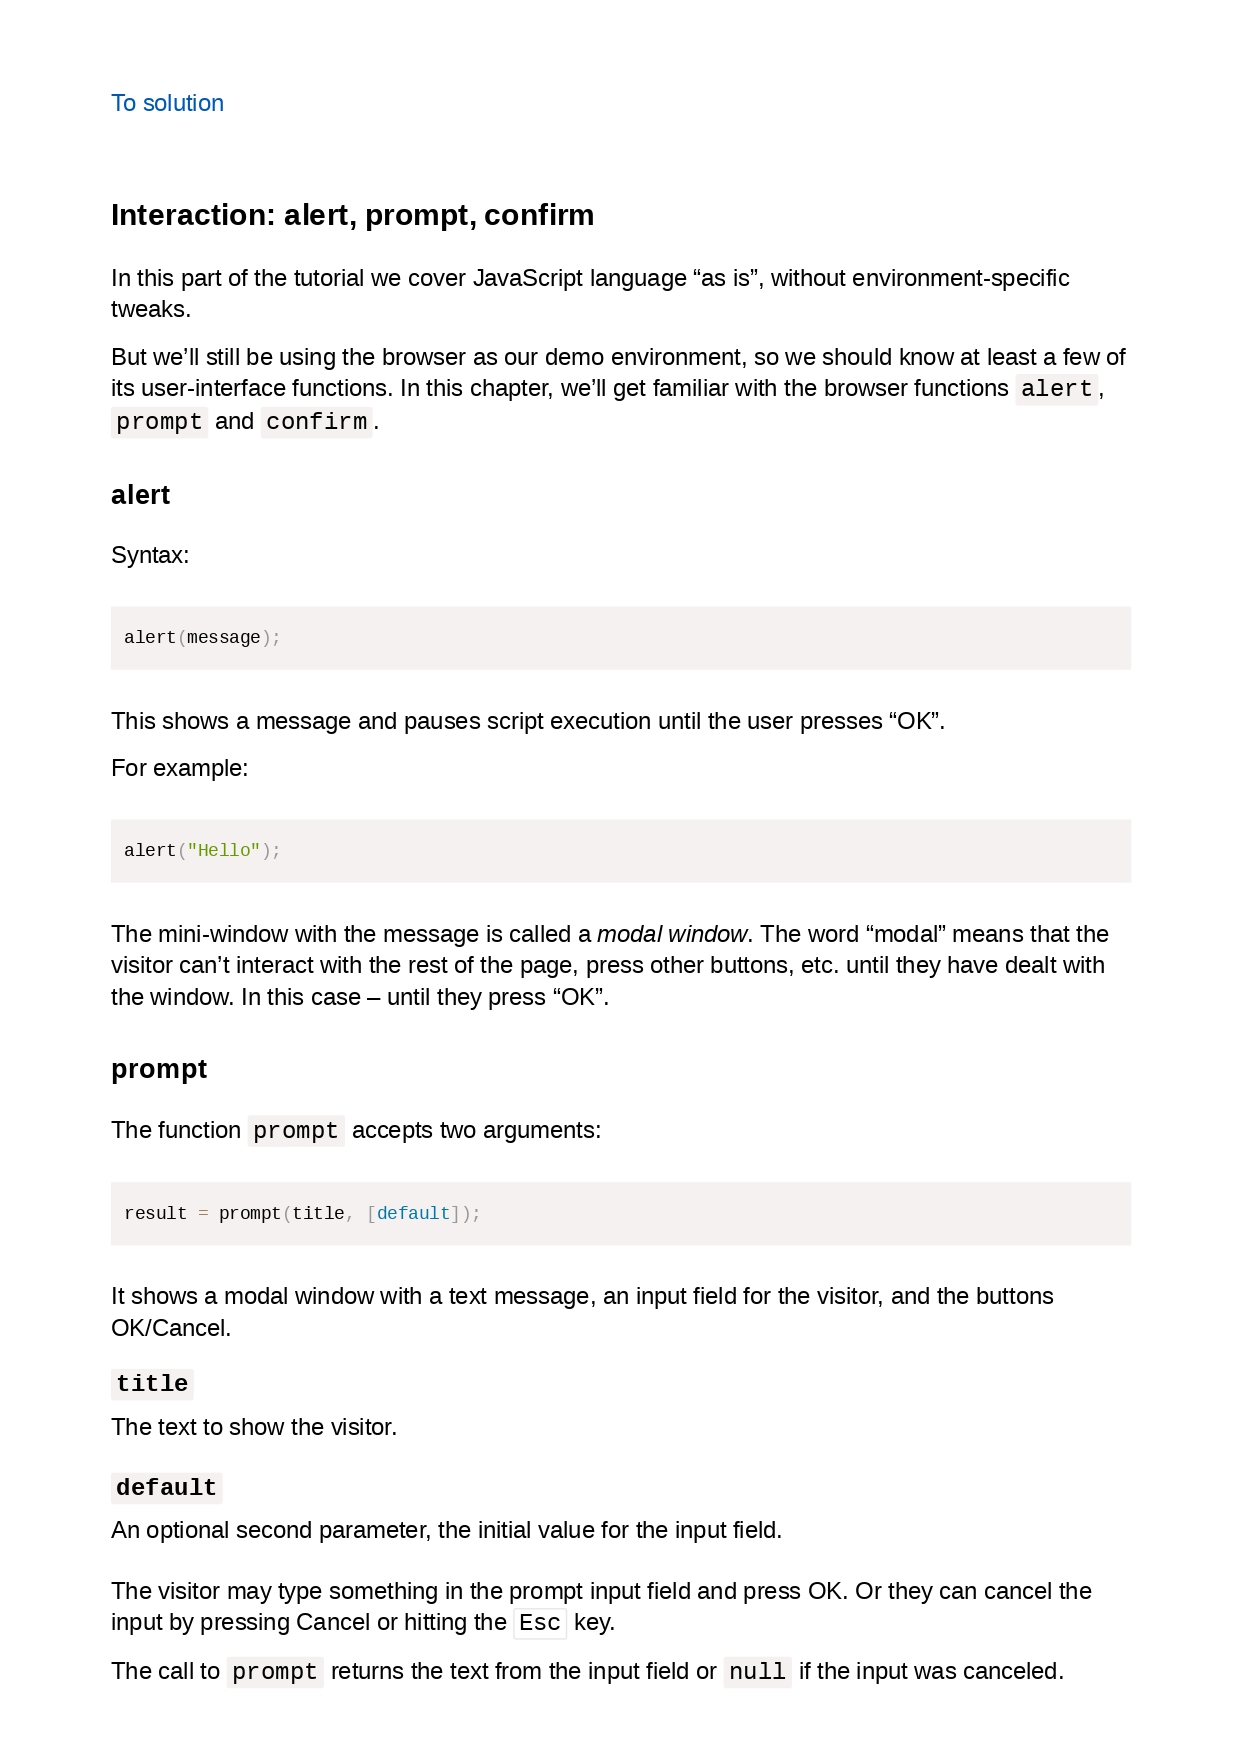 To solution
Interaction: alert, prompt, confirm
In this part of the tutorial we cover JavaScript language “as is”, without environment-specific
tweaks.
But we’ll still be using the browser as our demo environment, so we should know at least a few of
its user-interface functions. In this chapter, we’ll get familiar with the browser functions alert,
prompt and confirm.
alert
Syntax:
alert(message);
This shows a message and pauses script execution until the user presses “OK”.
For example:
alert("Hello");
The mini-window with the message is called a modal window. The word “modal” means that the
visitor can’t interact with the rest of the page, press other buttons, etc. until they have dealt with
the window. In this case – until they press “OK”.
prompt
The function prompt accepts two arguments:
result = prompt(title, [default]);
It shows a modal window with a text message, an input field for the visitor, and the buttons
OK/Cancel.
title
The text to show the visitor.
default
An optional second parameter, the initial value for the input field.
The visitor may type something in the prompt input field and press OK. Or they can cancel the
input by pressing Cancel or hitting the Esc key.
The call to prompt returns the text from the input field or null if the input was canceled.